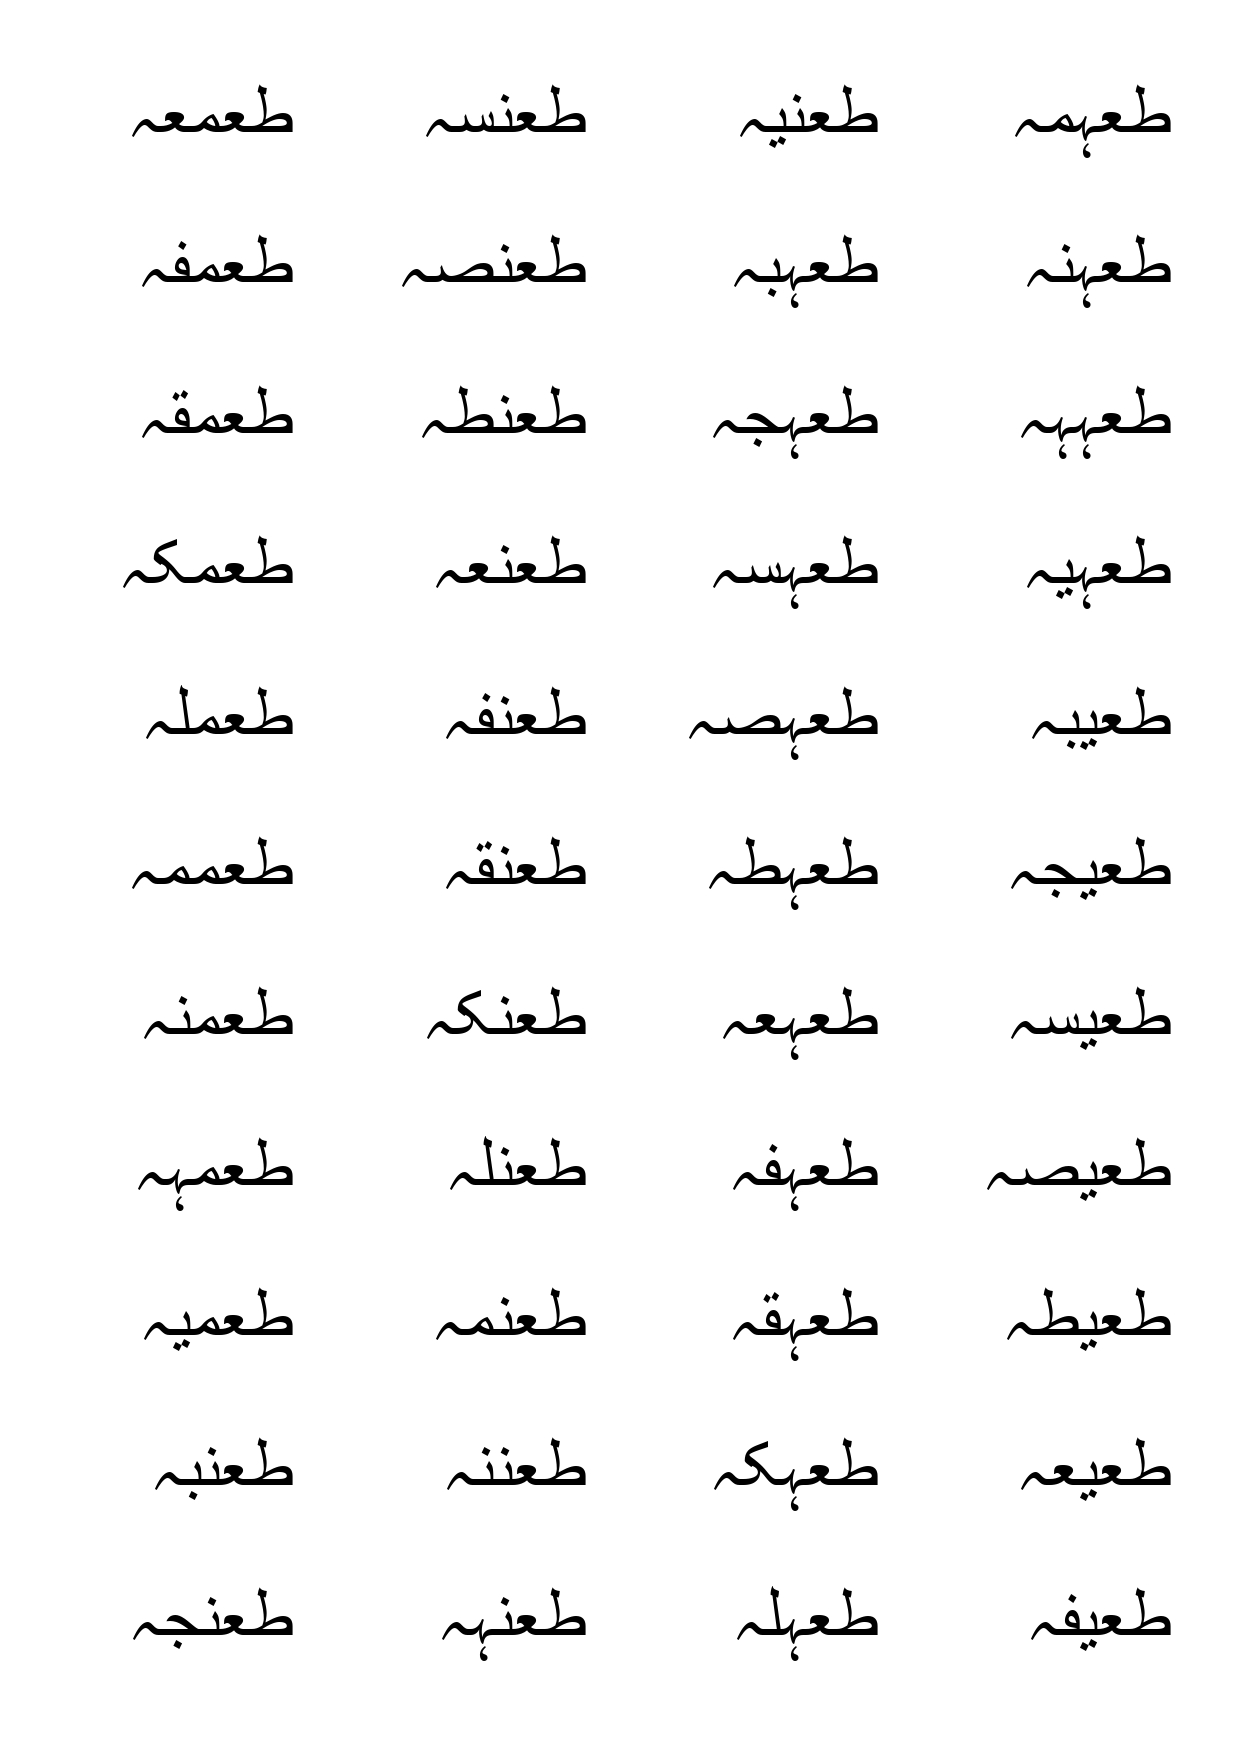 طعہمہ طعنیہ طعنسہ طعمعہ
طعہنہ طعہبہ طعنصہ طعمفہ
طعہہہ طعہجہ طعنطہ طعمقہ
طعہیہ طعہسہ طعنعہ طعمکہ
طعیبہ طعہصہ طعنفہ طعملہ
طعیجہ طعہطہ طعنقہ طعممہ
طعیسہ طعہعہ طعنکہ طعمنہ
طعیصہ طعہفہ طعنلہ طعمہہ
طعیطہ طعہقہ طعنمہ طعمیہ
طعیعہ طعہکہ طعننہ طعنبہ
طعیفہ طعہلہ طعنہہ طعنجہ